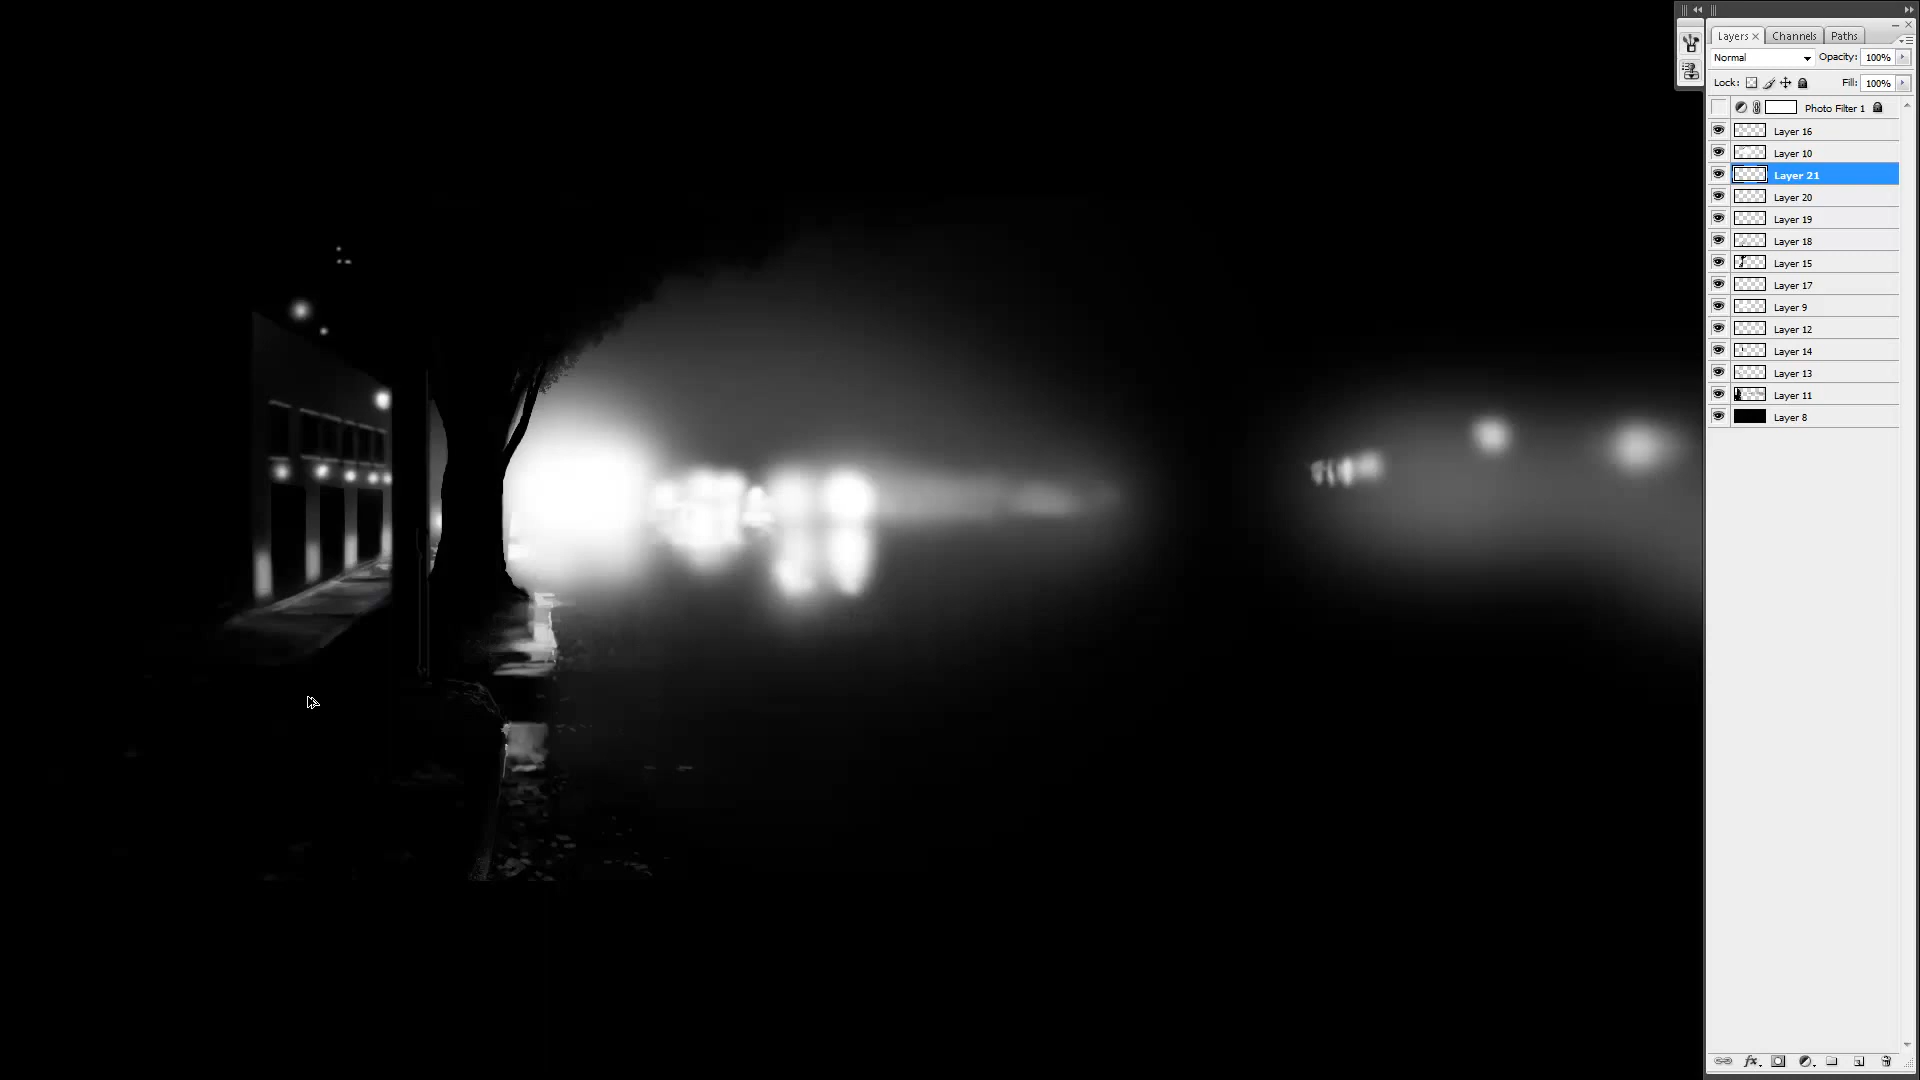 Layers Channels Paths
Normal Opacity: 100%
Lock: Fill: 100%
Photo Filter 1
Layer 16
Layer 10
Layer 21
Layer 20
Layer 19
Layer 18
Layer 15
Layer 17
Layer 9
Layer 12
Layer 14
Layer 13
Layer 11
Layer 8
fx